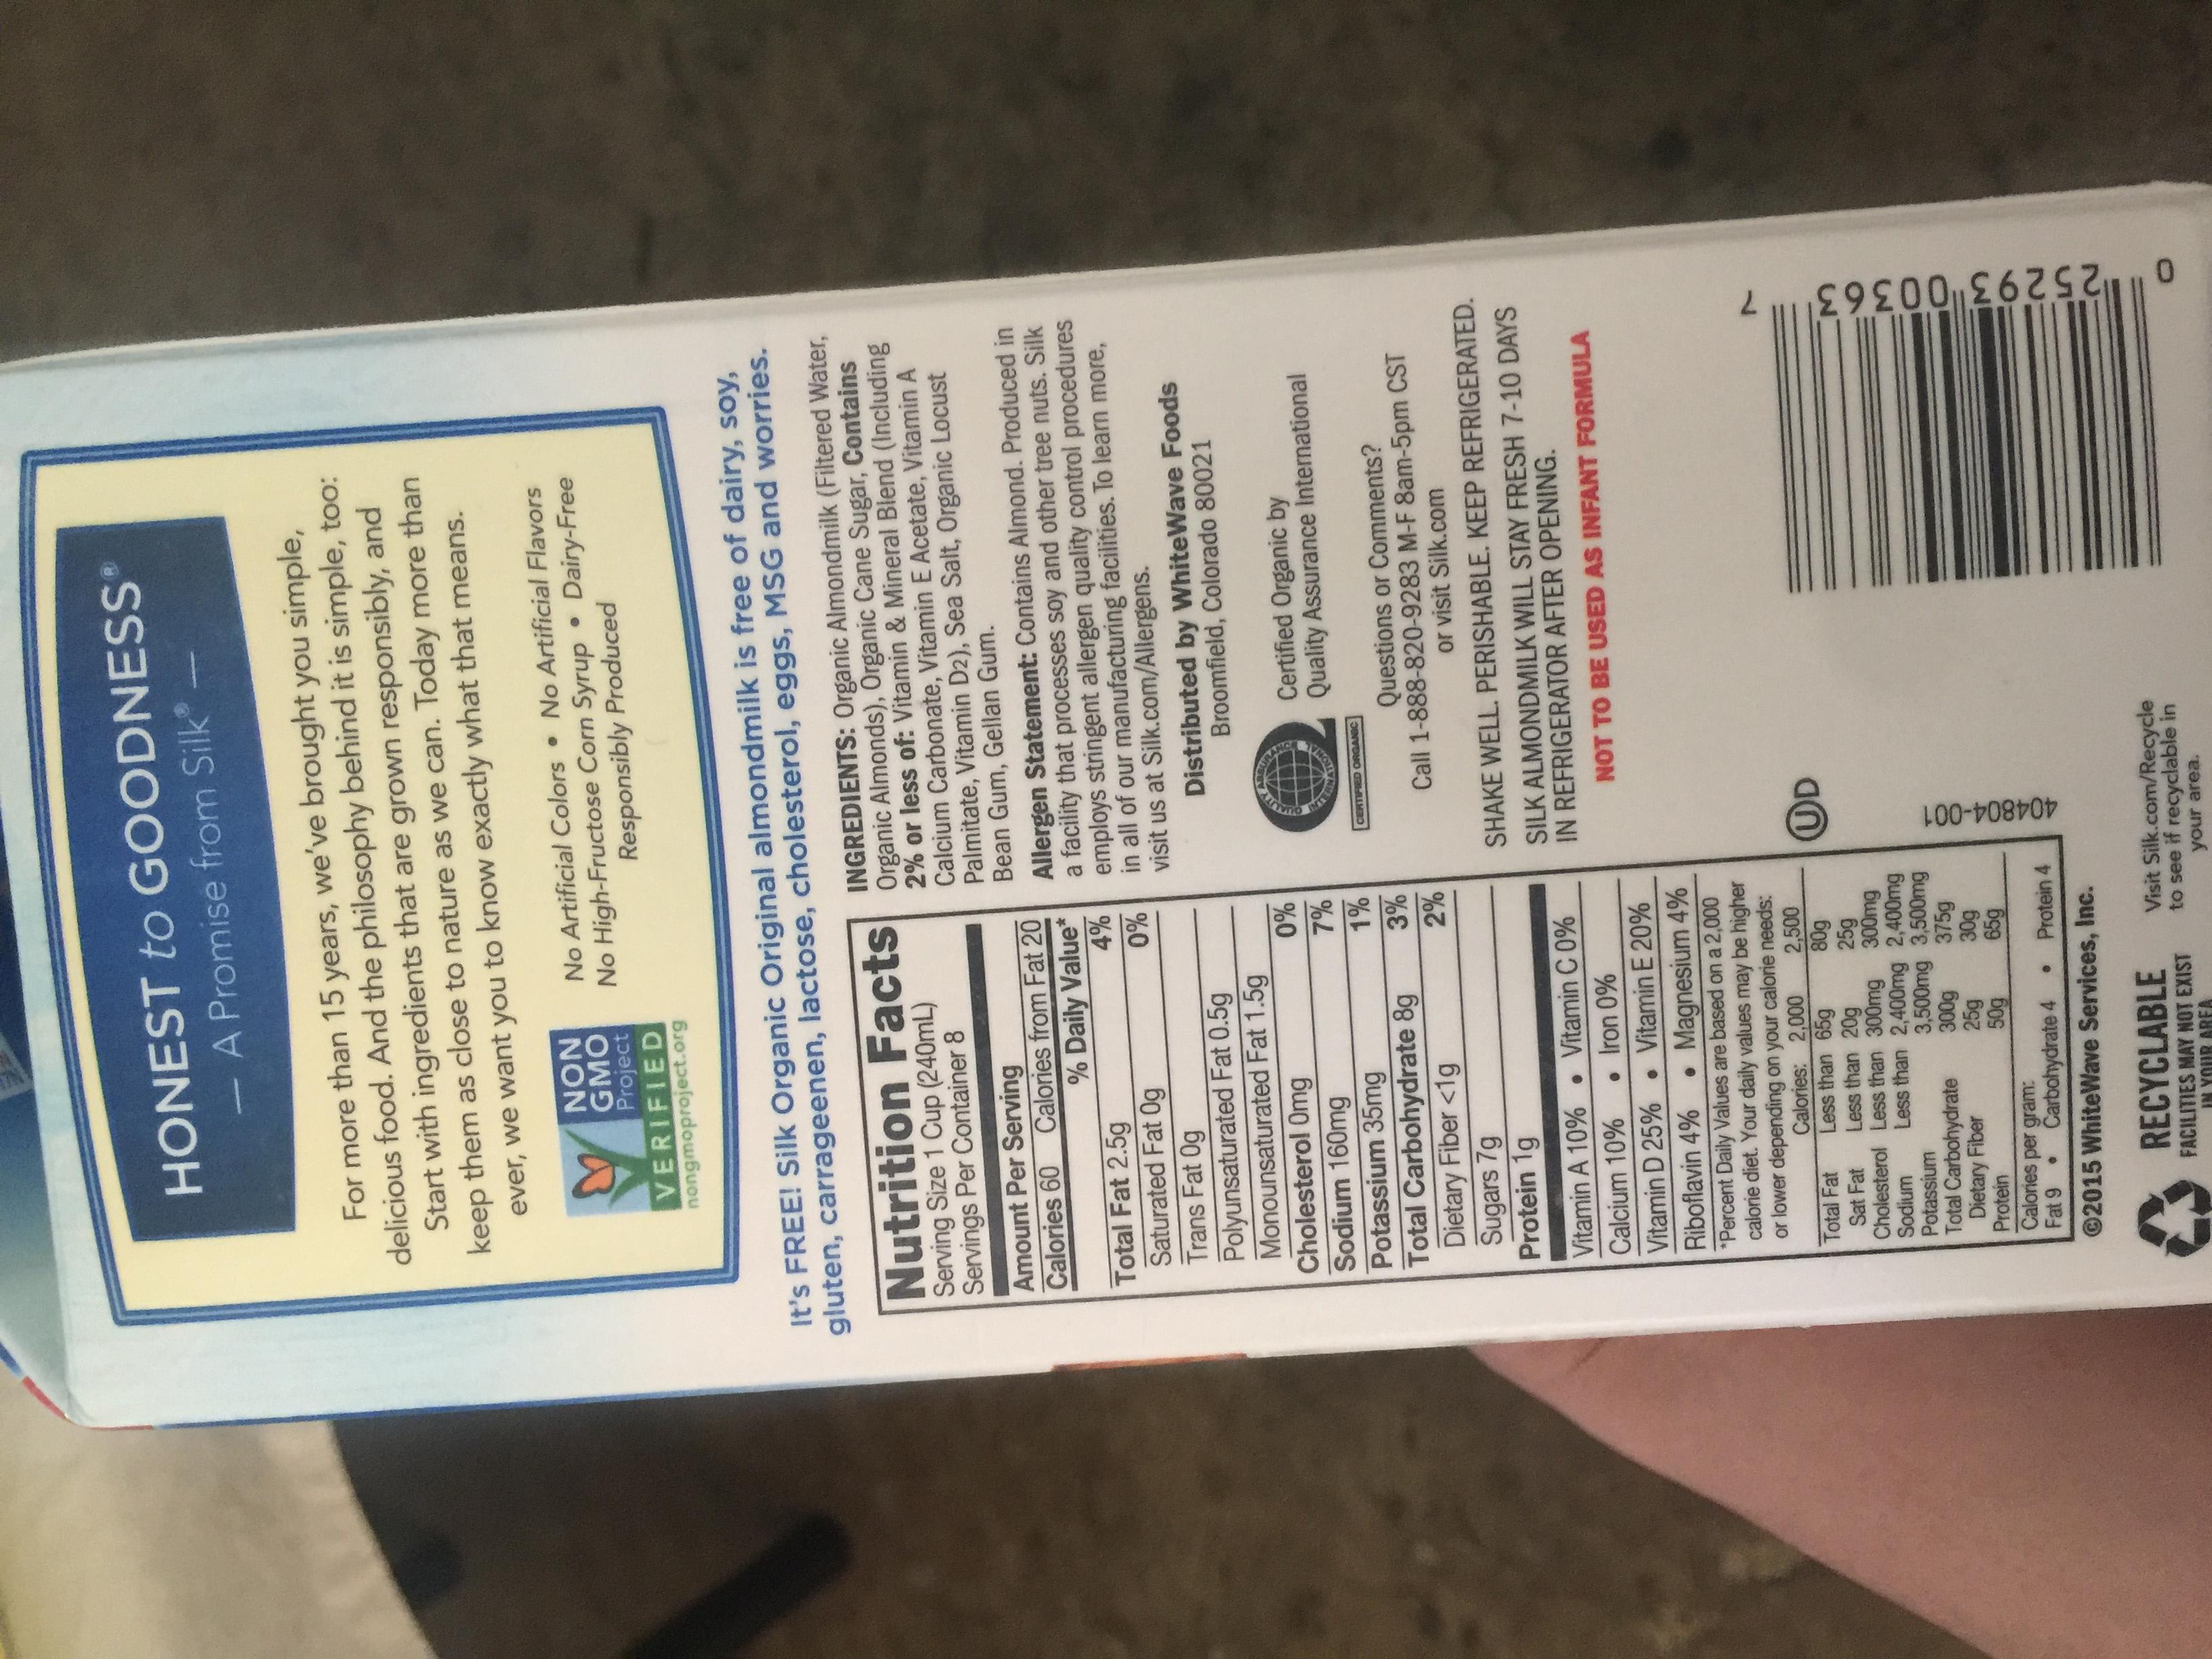 HONEST to GOODNESS®
— A Promise from Silk® —
For more than 15 years, we've brought you simple,
delicious food. And the philosophy behind it is simple, too:
Start with ingredients that are grown responsibly, and
keep them as close to nature as we can. Today more than
ever, we want you to know exactly what that means.
No Artificial Colors • No Artificial Flavors
No High-Fructose Corn Syrup • Dairy-Free
Responsibly Produced
NON
GMO
Project
VERIFIED
nongmoproject.org
It's FREE! Silk Organic Original almondmilk is free of dairy, soy,
gluten, carrageenen, lactose, cholesterol, eggs, MSG and worries.
Nutrition Facts
Serving Size 1 Cup (240mL)
Servings Per Container 8
Amount Per Serving
Calories 60 Calories from Fat 20
% Daily Value*
Total Fat 2.5g 4%
Saturated Fat 0g 0%
Trans Fat 0g
Polyunsaturated Fat 0.5g
Monounsaturated Fat 1.5g
Cholesterol 0mg 0%
Sodium 160mg 7%
Potassium 35mg 1%
Total Carbohydrate 8g 3%
Dietary Fiber <1g 2%
Sugars 7g
Protein 1g
Vitamin A 10% • Vitamin C 0%
Calcium 10% • Iron 0%
Vitamin D 25% • Vitamin E 20%
Riboflavin 4% • Magnesium 4%
*Percent Daily Values are based on a 2,000
calorie diet. Your daily values may be higher
or lower depending on your calorie needs:
Calories: 2,000 2,500
Total Fat Less than 65g 80g
Sat Fat Less than 20g 25g
Cholesterol Less than 300mg 300mg
Sodium Less than 2,400mg 2,400mg
Potassium 3,500mg 3,500mg
Total Carbohydrate 300g 375g
Dietary Fiber 25g 30g
Protein 50g 65g
Calories per gram:
Fat 9 • Carbohydrate 4 • Protein 4
©2015 WhiteWave Services, Inc.
INGREDIENTS: Organic Almondmilk (Filtered Water,
Organic Almonds), Organic Cane Sugar, Contains
2% or less of: Vitamin & Mineral Blend (Including
Calcium Carbonate, Vitamin E Acetate, Vitamin A
Palmitate, Vitamin D2), Sea Salt, Organic Locust
Bean Gum, Gellan Gum.
Allergen Statement: Contains Almond. Produced in
a facility that processes soy and other tree nuts. Silk
employs stringent allergen quality control procedures
in all of our manufacturing facilities. To learn more,
visit us at Silk.com/Allergens.
Distributed by WhiteWave Foods
Broomfield, Colorado 80021
QUALITY ASSURANCE INTERNATIONAL
CERTIFIED ORGANIC
Certified Organic by
Quality Assurance International
Questions or Comments?
Call 1-888-820-9283 M-F 8am-5pm CST
or visit Silk.com
SHAKE WELL. PERISHABLE. KEEP REFRIGERATED.
SILK ALMONDMILK WILL STAY FRESH 7-10 DAYS
IN REFRIGERATOR AFTER OPENING.
NOT TO BE USED AS INFANT FORMULA
U D
404804-001
0 25293 00363 7
RECYCLABLE
FACILITIES MAY NOT EXIST
IN YOUR AREA
Visit Silk.com/Recycle
to see if recyclable in
your area.